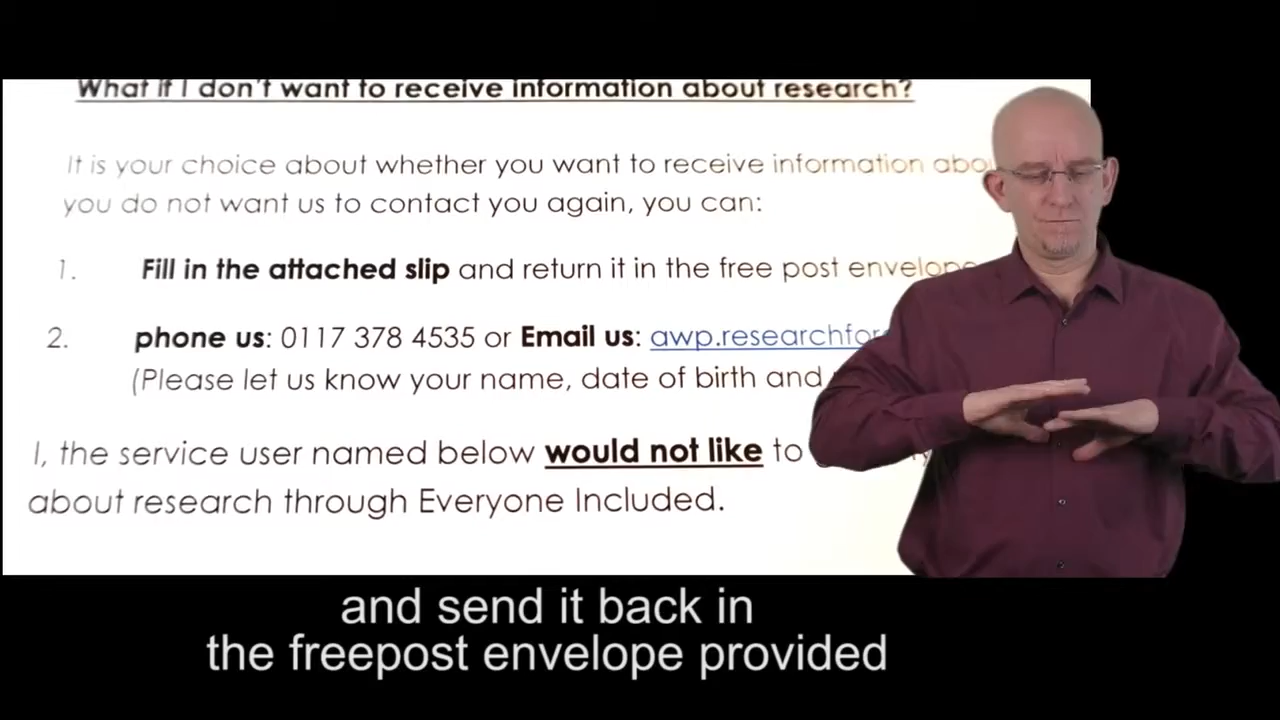 What if I don't want to receive information about research?
It is your choice about whether you want to receive information
you do not want us to contact you again, you can:
1. Fill in the attached slip and return it in the free post envelope
2. phone us: 0117 378 4535 or Email us:
(Please let us know your name, date of birth and
I, the service user named below would not like to
about research through Everyone Included.
and send it back in
the freepost envelope provided